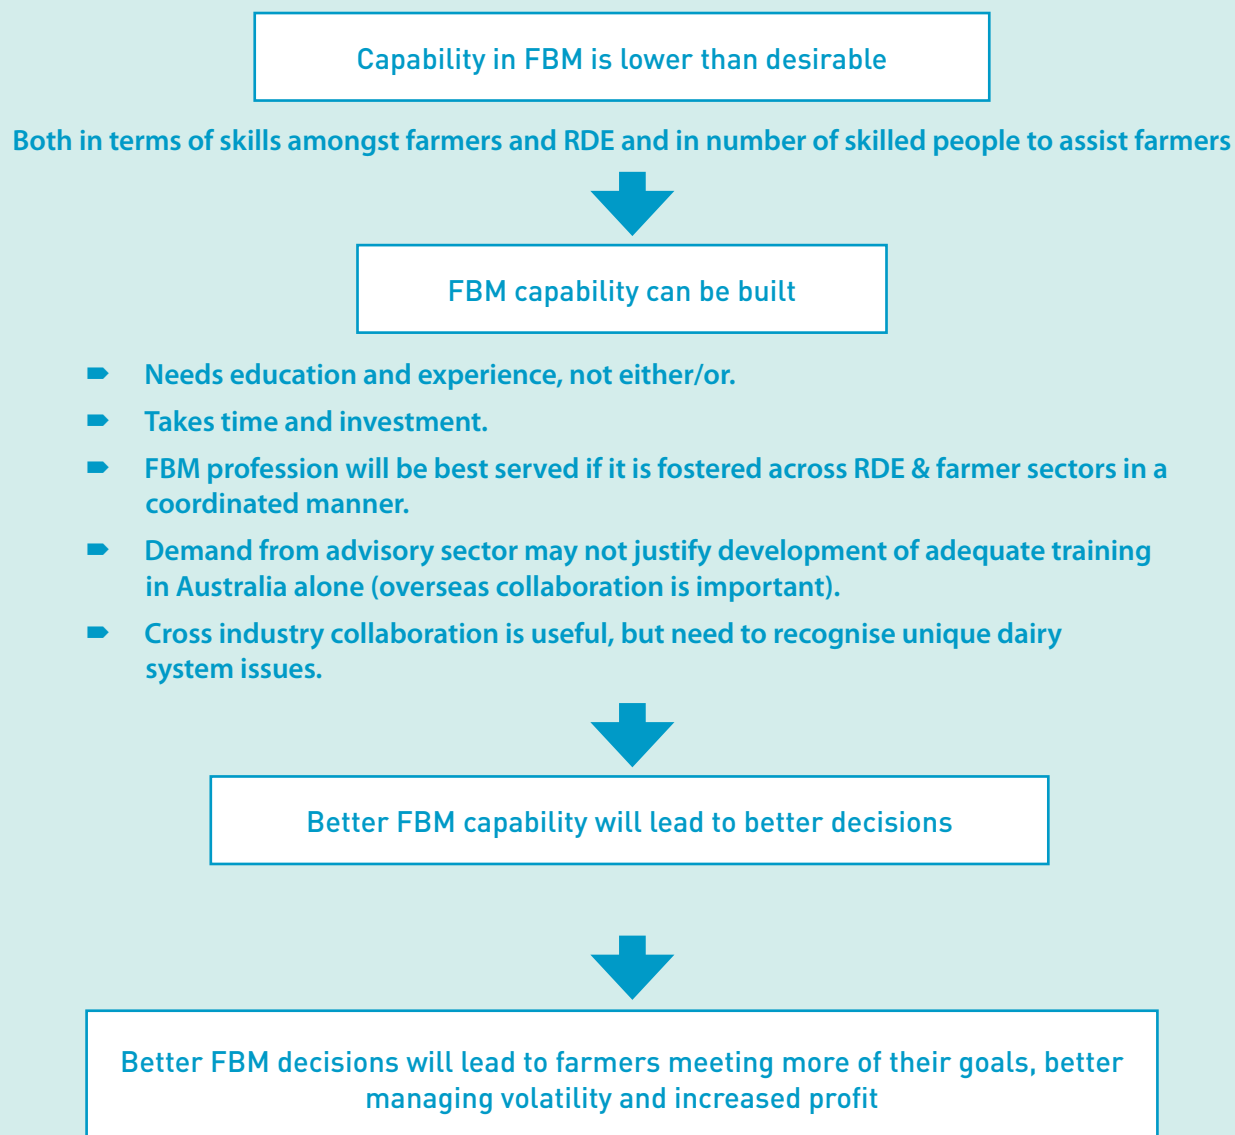 Capability in FBM is lower than desirable
Both in terms of skills amongst farmers and RDE and in number of skilled people to assist farmers
FBM capability can be built
Needs education and experience, not either/or.
Takes time and investment.
FBM profession will be best served if it is fostered across RDE & farmer sectors in a
coordinated manner.
Demand from advisory sector may not justify development of adequate training
in Australia alone (overseas collaboration is important).
Cross industry collaboration is useful, but need to recognise unique dairy
system issues.
Better FBM capability will lead to better decisions
Better FBM decisions will lead to farmers meeting more of their goals, better
managing volatility and increased profit